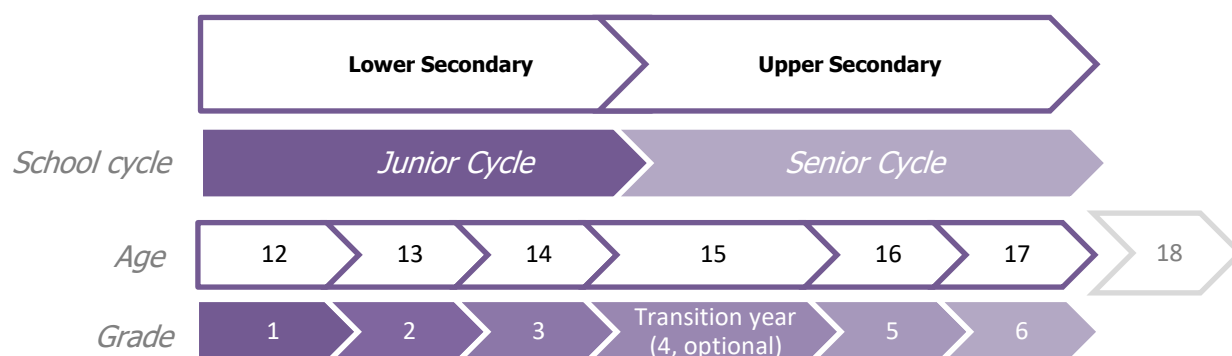 Lower Secondary Upper Secondary
School cycle Junior Cycle Senior Cycle
Age 12 13 14 15 16 17 18
Grade 1 2 3 Transition year 5 6
(4, optional)